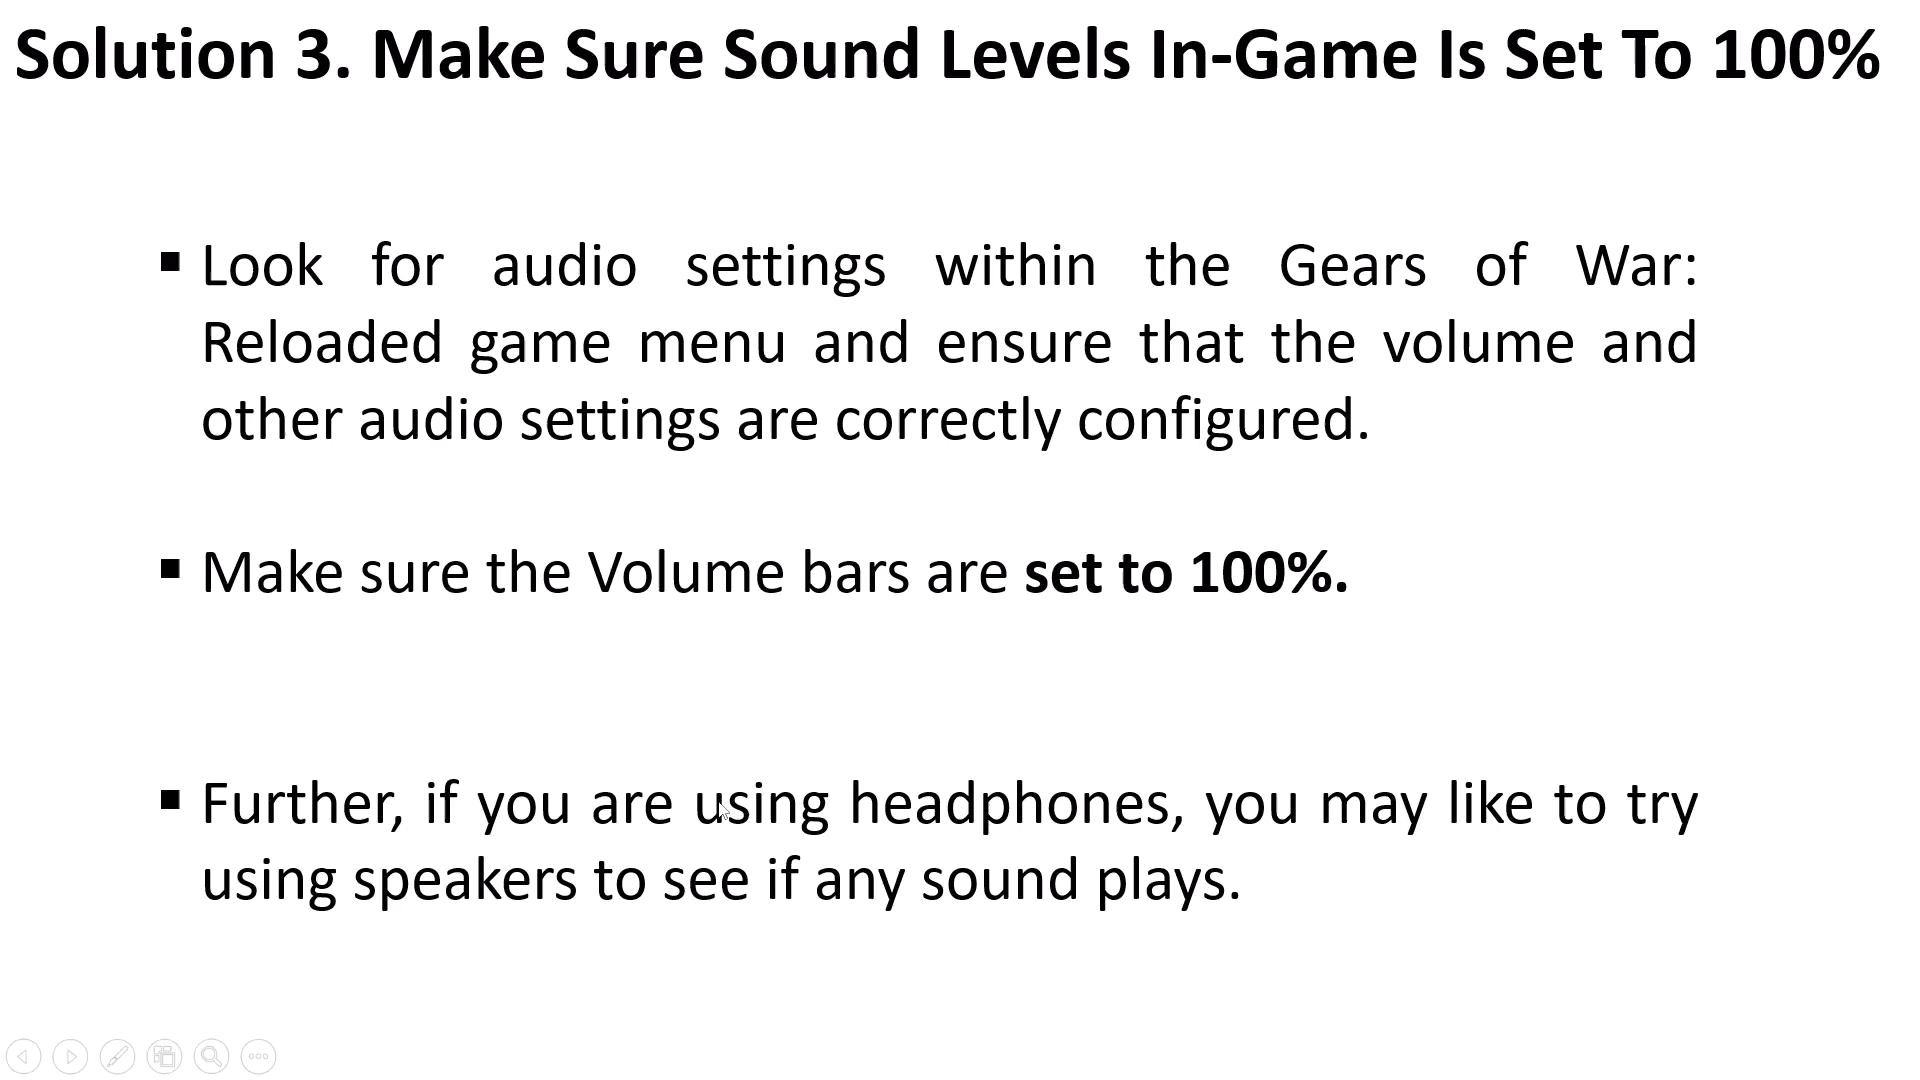 Solution 3. Make Sure Sound Levels In-Game Is Set To 100%
▪ Look for audio settings within the Gears of War:
Reloaded game menu and ensure that the volume and
other audio settings are correctly configured.
▪ Make sure the Volume bars are set to 100%.
▪ Further, if you are using headphones, you may like to try
using speakers to see if any sound plays.